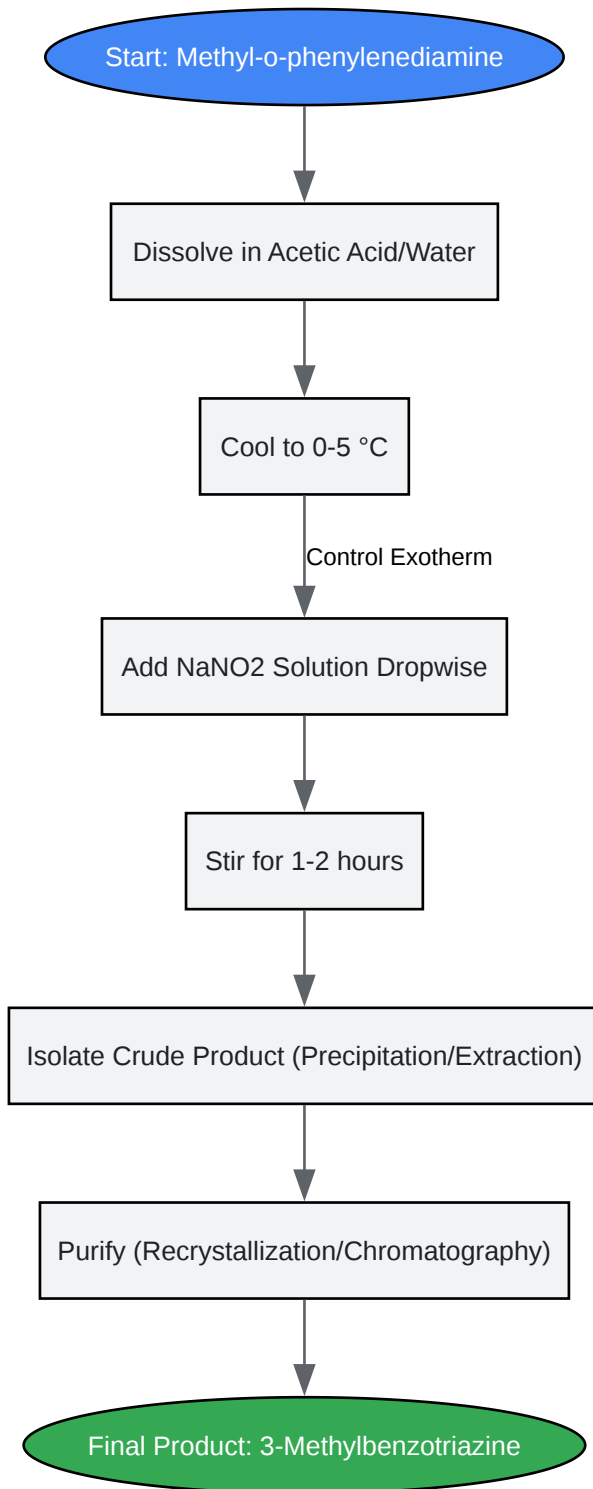 Start: Methyl-o-phenylenediamine
Dissolve in Acetic Acid/Water
Cool to 0-5 °C
Control Exotherm
Add NaNO2 Solution Dropwise
Stir for 1-2 hours
Isolate Crude Product (Precipitation/Extraction)
Purify (Recrystallization/Chromatography)
Final Product: 3-Methylbenzotriazine